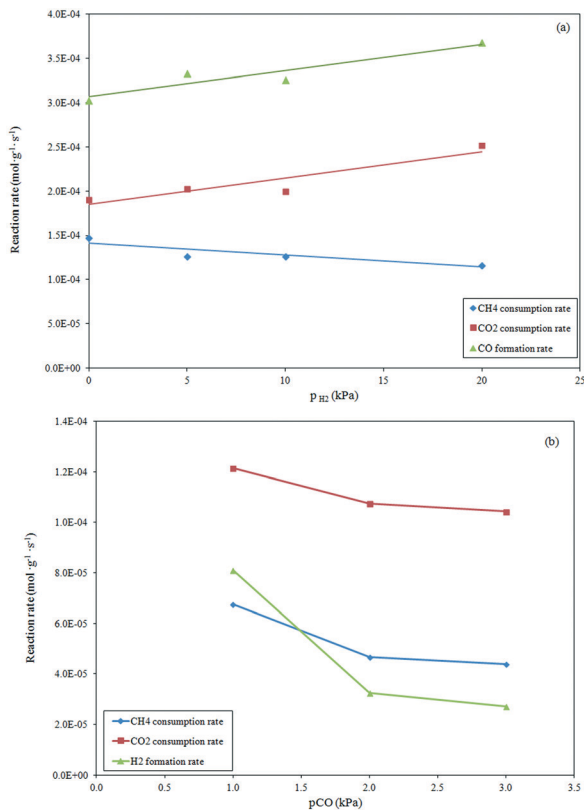 (a)
4.0E-04
3.5E-04
3.0E-04
2.5E-04
2.0E-04
1.5E-04
1.0E-04
5.0E-05
0.0E+00
Reaction rate (mol·g⁻¹·s⁻¹)
CH4 consumption rate
CO2 consumption rate
CO formation rate
0 5 10 15 20 25
p H2 (kPa)
(b)
1.4E-04
1.2E-04
1.0E-04
8.0E-05
6.0E-05
4.0E-05
2.0E-05
0.0E+00
Reaction rate (mol ·g⁻¹ ·s⁻¹)
CH4 consumption rate
CO2 consumption rate
H2 formation rate
0.0 0.5 1.0 1.5 2.0 2.5 3.0 3.5
pCO (kPa)